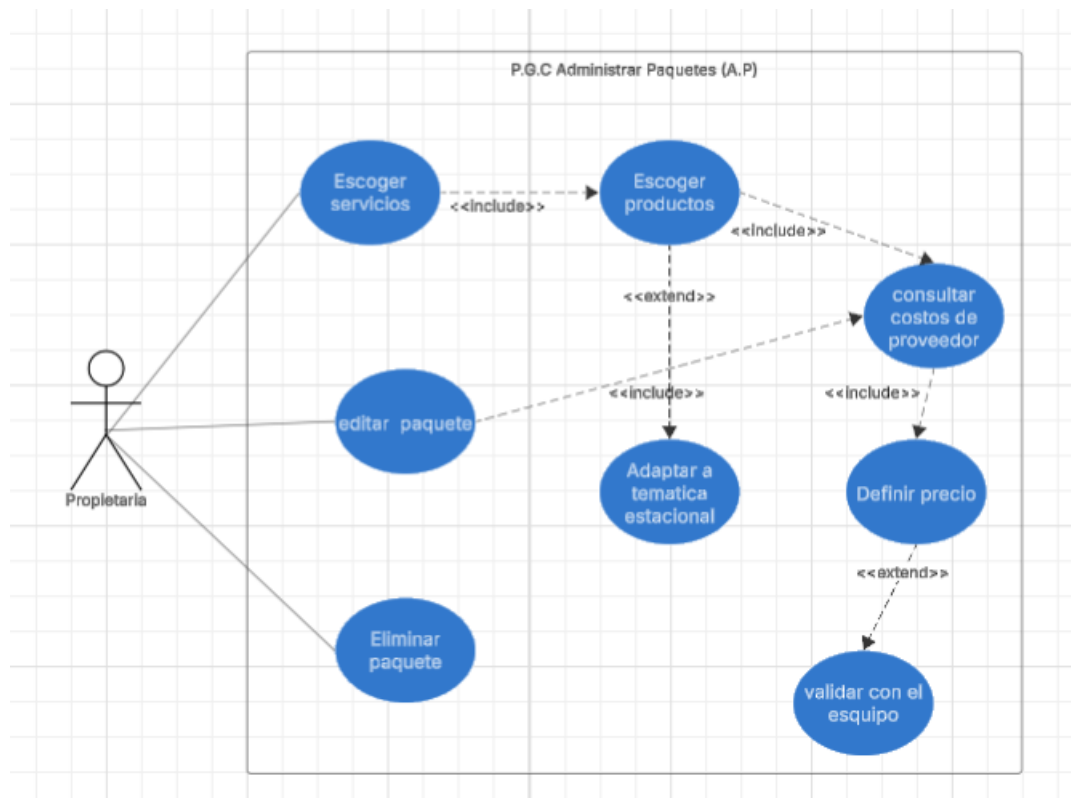 P.G.C Administrar Paquetes (A.P)
Escoger
servicios
<<include>>
Escoger
productos
<<include>>
<<extend>>
consultar
costos de
proveedor
<<include>>
<<include>>
editar paquete
Adaptar a
tematica
estacional
Definir precio
Propietaria
<<extend>>
Eliminar
paquete
validar con el
esquipo